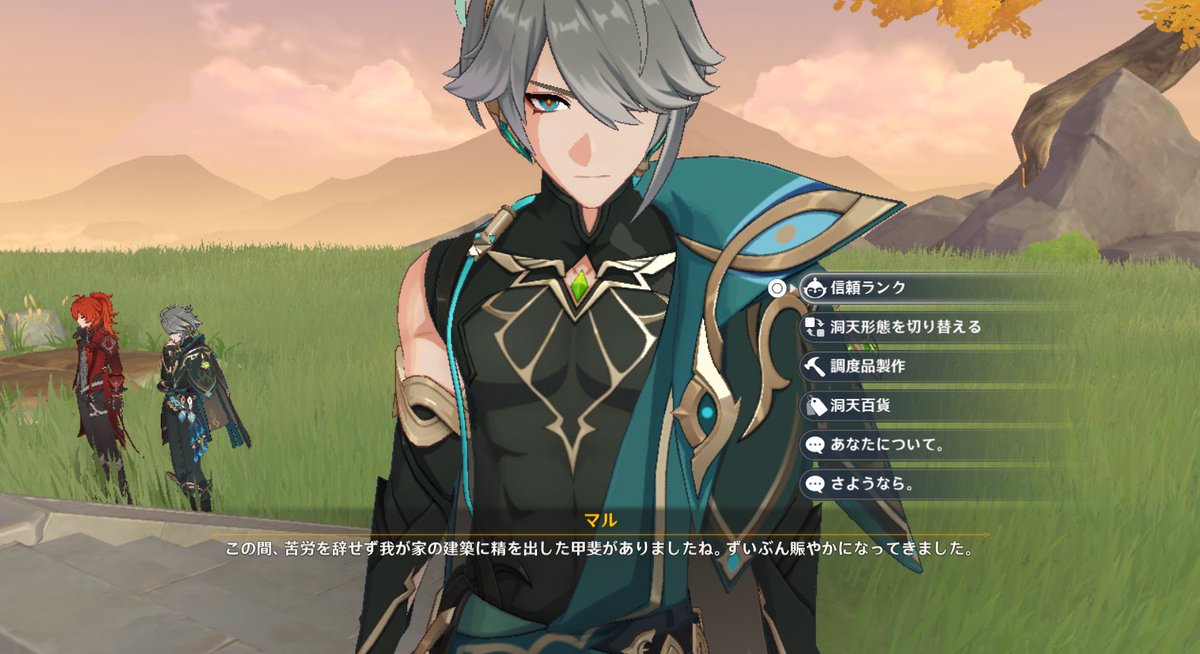 信頼ランク
洞天形態を切り替える
調度品製作
洞天百貨
あなたについて。
さようなら。
マル
この間、苦労を辞せず我が家の建築に精を出した甲斐がありましたね。ずいぶん賑やかになってきました。